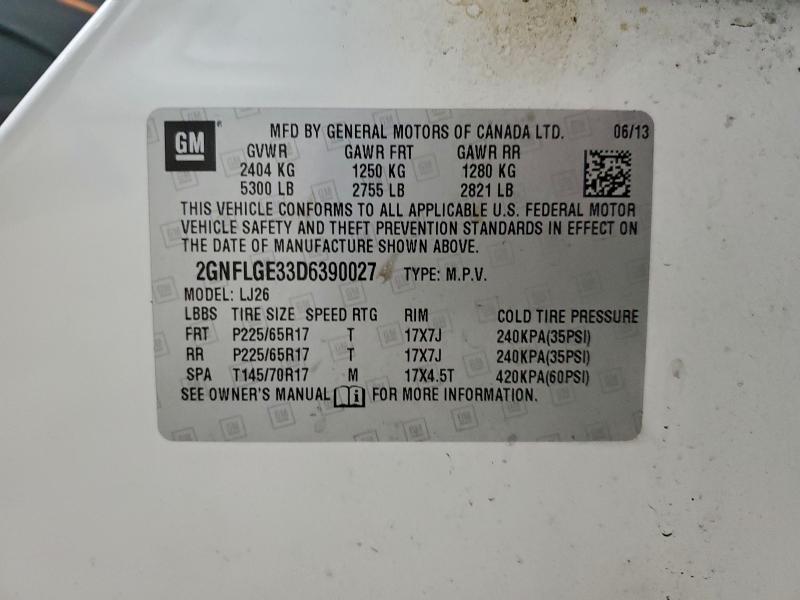 GM
MFD BY GENERAL MOTORS OF CANADA LTD. 06/13
GVWR GAWR FRT GAWR RR
2404 KG 1250 KG 1280 KG
5300 LB 2755 LB 2821 LB
THIS VEHICLE CONFORMS TO ALL APPLICABLE U.S. FEDERAL MOTOR
VEHICLE SAFETY AND THEFT PREVENTION STANDARDS IN EFFECT ON
THE DATE OF MANUFACTURE SHOWN ABOVE.
2GNFLGE33D6390027 TYPE: M.P.V.
MODEL: LJ26
LBBS TIRE SIZE SPEED RTG RIM COLD TIRE PRESSURE
FRT P225/65R17 T 17X7J 240KPA(35PSI)
RR P225/65R17 T 17X7J 240KPA(35PSI)
SPA T145/70R17 M 17X4.5T 420KPA(60PSI)
SEE OWNER'S MANUAL FOR MORE INFORMATION.